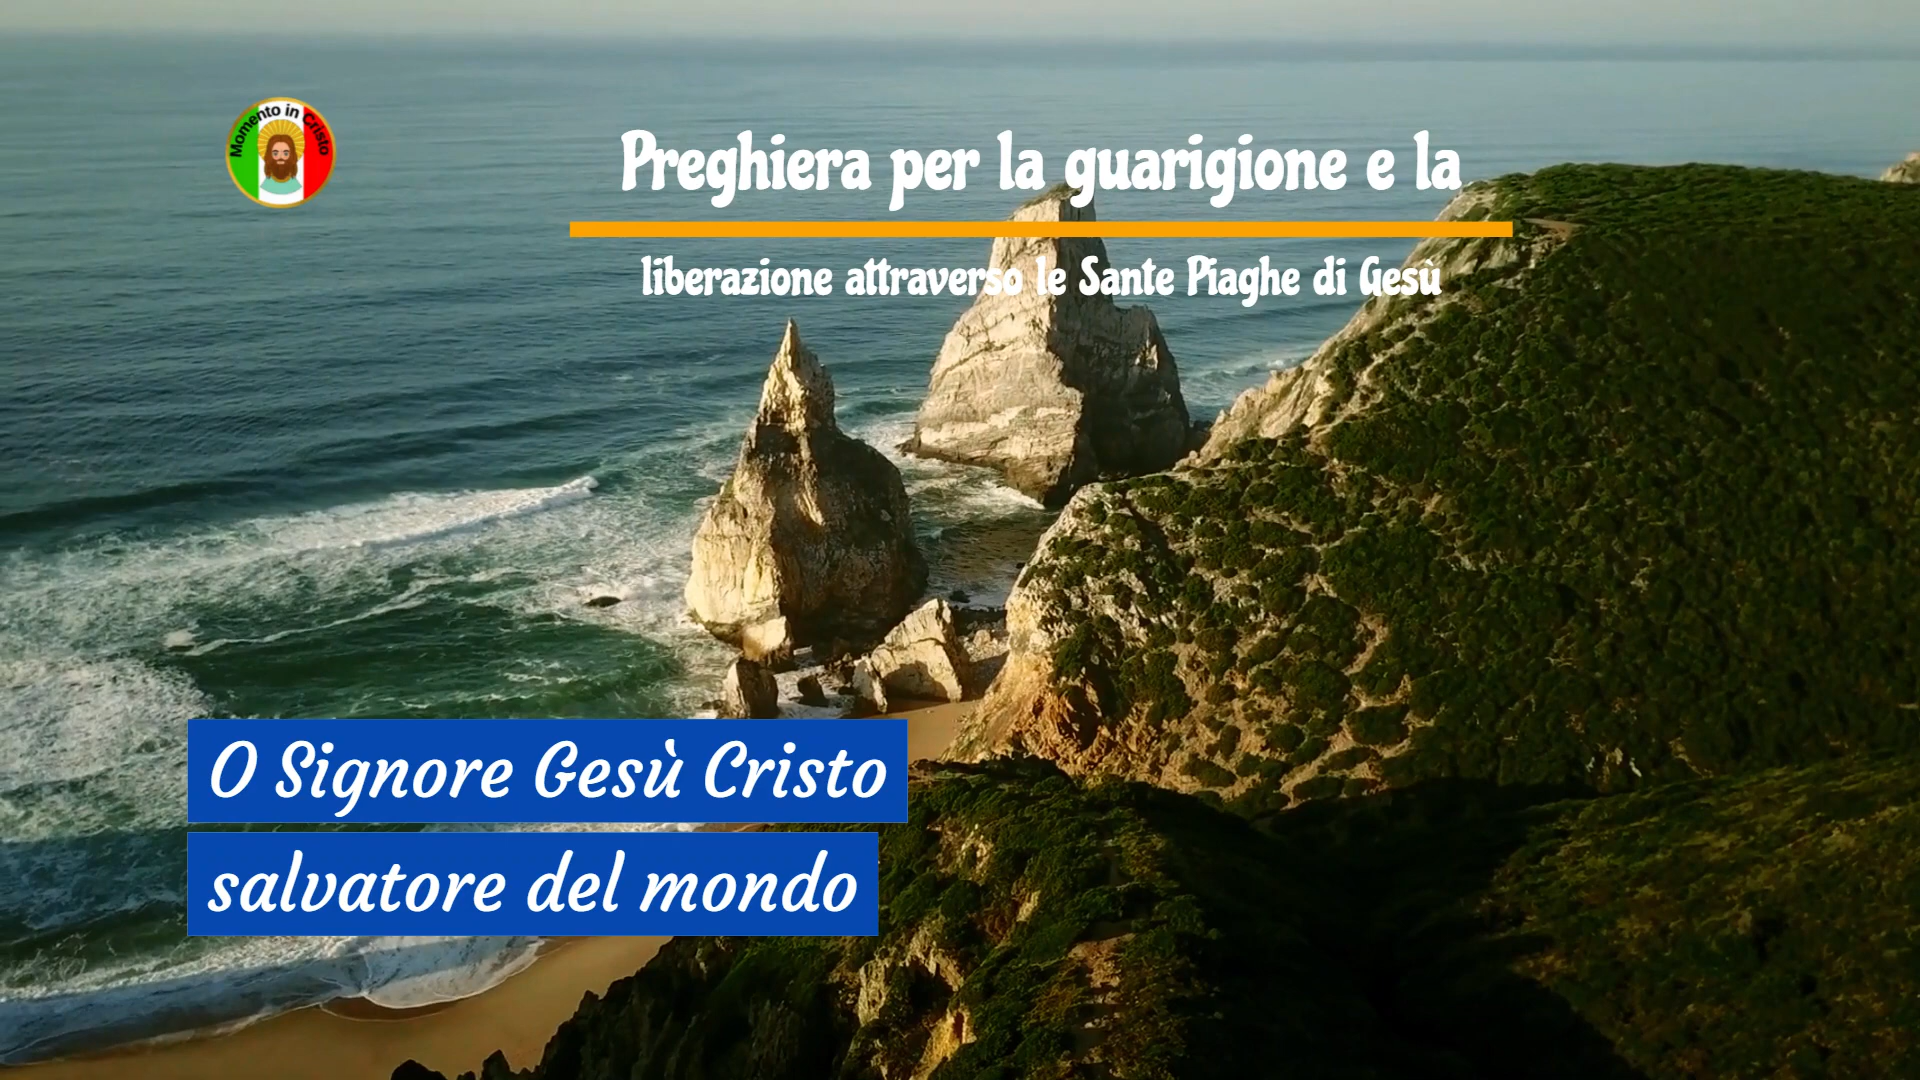 Momento in Cristo
Preghiera per la guarigione e la
liberazione attraverso le Sante Piaghe di Gesù
O Signore Gesù Cristo
salvatore del mondo